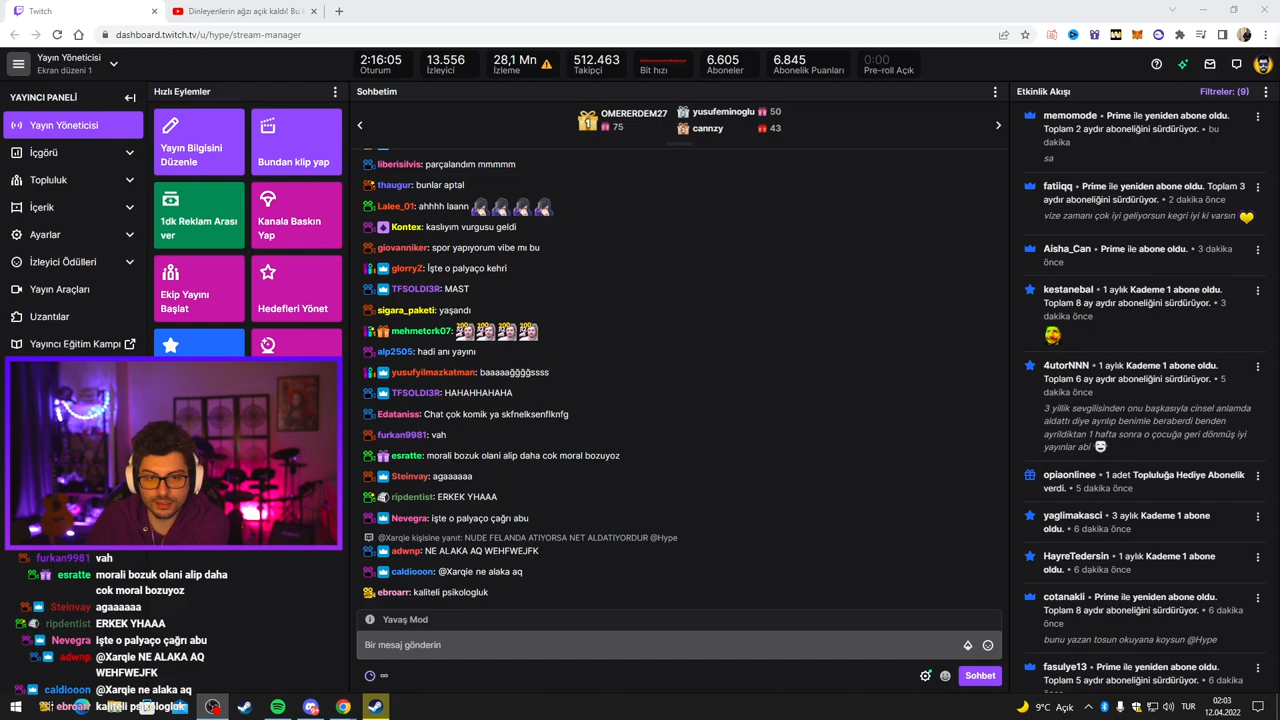 Twitch
Dinleyenlerin ağzı açık kaldı! Bu
dashboard.twitch.tv/u/hype/stream-manager
Yayın Yöneticisi
Ekran düzeni 1
2:16:05
Oturum
13.556
İzleyici
28,1 Mn
İzleme
512.463
Takipçi
Bit hızı
6.605
Aboneler
6.845
Abonelik Puanları
0:00
Pre-roll Açık
YAYINCI PANELİ
Yayın Yöneticisi
İçgörü
Topluluk
İçerik
Ayarlar
İzleyici Ödülleri
Yayın Araçları
Uzantılar
Yayıncı Eğitim Kampı
Hızlı Eylemler
Yayın Bilgisini
Düzenle
Bundan klip yap
1dk Reklam Arası
ver
Kanala Baskın
Yap
Ekip Yayını
Başlat
Hedefleri Yönet
Sohbetim
1
OMERERDEM27
75
yusufeminoglu 50
cannzy 43
liberisilvis: parçalandım mmmmm
thaugur: bunlar aptal
Lalee_01: ahhhh laann
Kontex: kaslıyım vurgusu geldi
giovanniker: spor yapıyorum vibe mı bu
glorryZ: İşte o palyaço kehri
TFSOLDI3R: MAST
sigara_paketi: yaşandı
mehmetcrk07:
alp2505: hadi anı yayını
yusufyilmazkatman: baaaaağğğğssss
TFSOLDI3R: HAHAHHAHAHA
Edataniss: Chat çok komik ya skfnelksenflknfg
furkan9981: vah
esratte: morali bozuk olani alip daha cok moral bozuyoz
Steinvay: agaaaaaa
ripdentist: ERKEK YHAAA
Nevegra: işte o palyaço çağrı abu
@Xarqie kişisine yanıt: NUDE FELANDA ATIYORSA NET ALDATIYORDUR @Hype
adwnp: NE ALAKA AQ WEHFWEJFK
caldiooon: @Xarqie ne alaka aq
ebroarr: kaliteli psikologluk
Yavaş Mod
Bir mesaj gönderin
Sohbet
Etkinlik Akışı
Filtreler: (9)
memomode • Prime ile yeniden abone oldu.
Toplam 2 aydır aboneliğini sürdürüyor. • bu
dakika
sa
fatiiqq • Prime ile yeniden abone oldu. Toplam 3
aydır aboneliğini sürdürüyor. • 2 dakika önce
vize zamanı çok iyi geliyorsun kegri iyi ki varsın
Aisha_Can • Prime ile abone oldu. • 3 dakika
önce
kestanebal • 1 aylık Kademe 1 abone oldu.
Toplam 8 ay aydır aboneliğini sürdürüyor. • 3
dakika önce
4utorNNN • 1 aylık Kademe 1 abone oldu.
Toplam 6 ay aydır aboneliğini sürdürüyor. • 5
dakika önce
3 yillik sevgilisinden onu başkasıyla cinsel anlamda
aldattı diye ayrılıp benimle beraberdi benden
ayrildiktan 1 hafta sonra o çocuğa geri dönmüş iyi
yayınlar abi
opiaonlinee • 1 adet Topluluğa Hediye Abonelik
verdi. • 5 dakika önce
yaglimakasci • 3 aylık Kademe 1 abone
oldu. • 6 dakika önce
HayreTedersin • 1 aylık Kademe 1 abone
oldu. • 6 dakika önce
cotanakli • Prime ile yeniden abone oldu.
Toplam 8 aydır aboneliğini sürdürüyor. • 6 dakika
önce
bunu yazan tosun okuyana koysun @Hype
fasulye13 • Prime ile yeniden abone oldu.
Toplam 5 aydır aboneliğini sürdürüyor. • 6 dakika
furkan9981 vah
esratte morali bozuk olani alip daha
cok moral bozuyoz
Steinvay agaaaaaa
ripdentist ERKEK YHAAA
Nevegra işte o palyaço çağrı abu
adwnp @Xarqie NE ALAKA AQ
WEHFWEJFK
caldiooon @Xarqie ne alaka aq
ebroarr kaliteli psikologluk
9°C Açık
TUR
02:03
12.04.2022